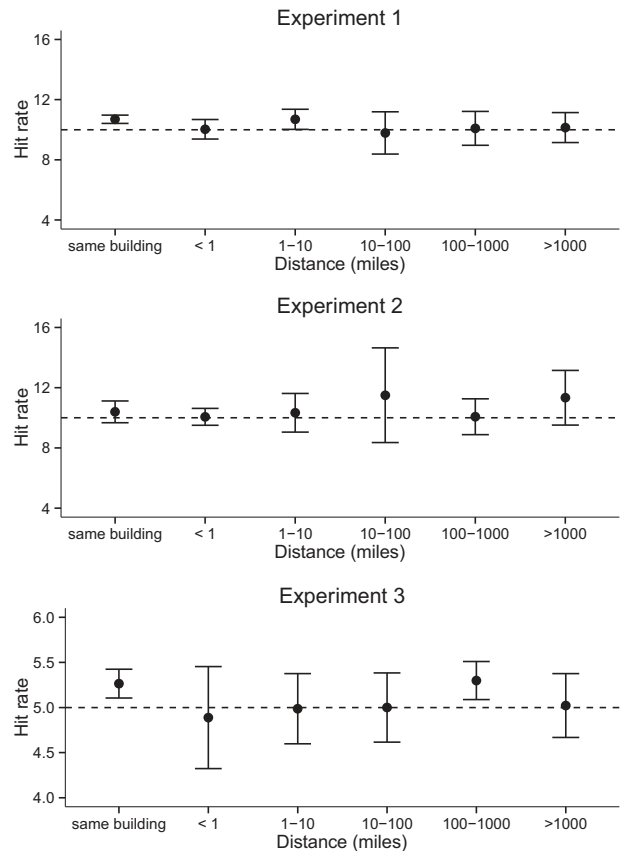 Experiment 1
16
12
8
4
Hit rate
same building < 1 1−10 10−100 100−1000 >1000
Distance (miles)
Experiment 2
16
12
8
4
Hit rate
same building < 1 1−10 10−100 100−1000 >1000
Distance (miles)
Experiment 3
6.0
5.5
5.0
4.5
4.0
Hit rate
same building < 1 1−10 10−100 100−1000 >1000
Distance (miles)